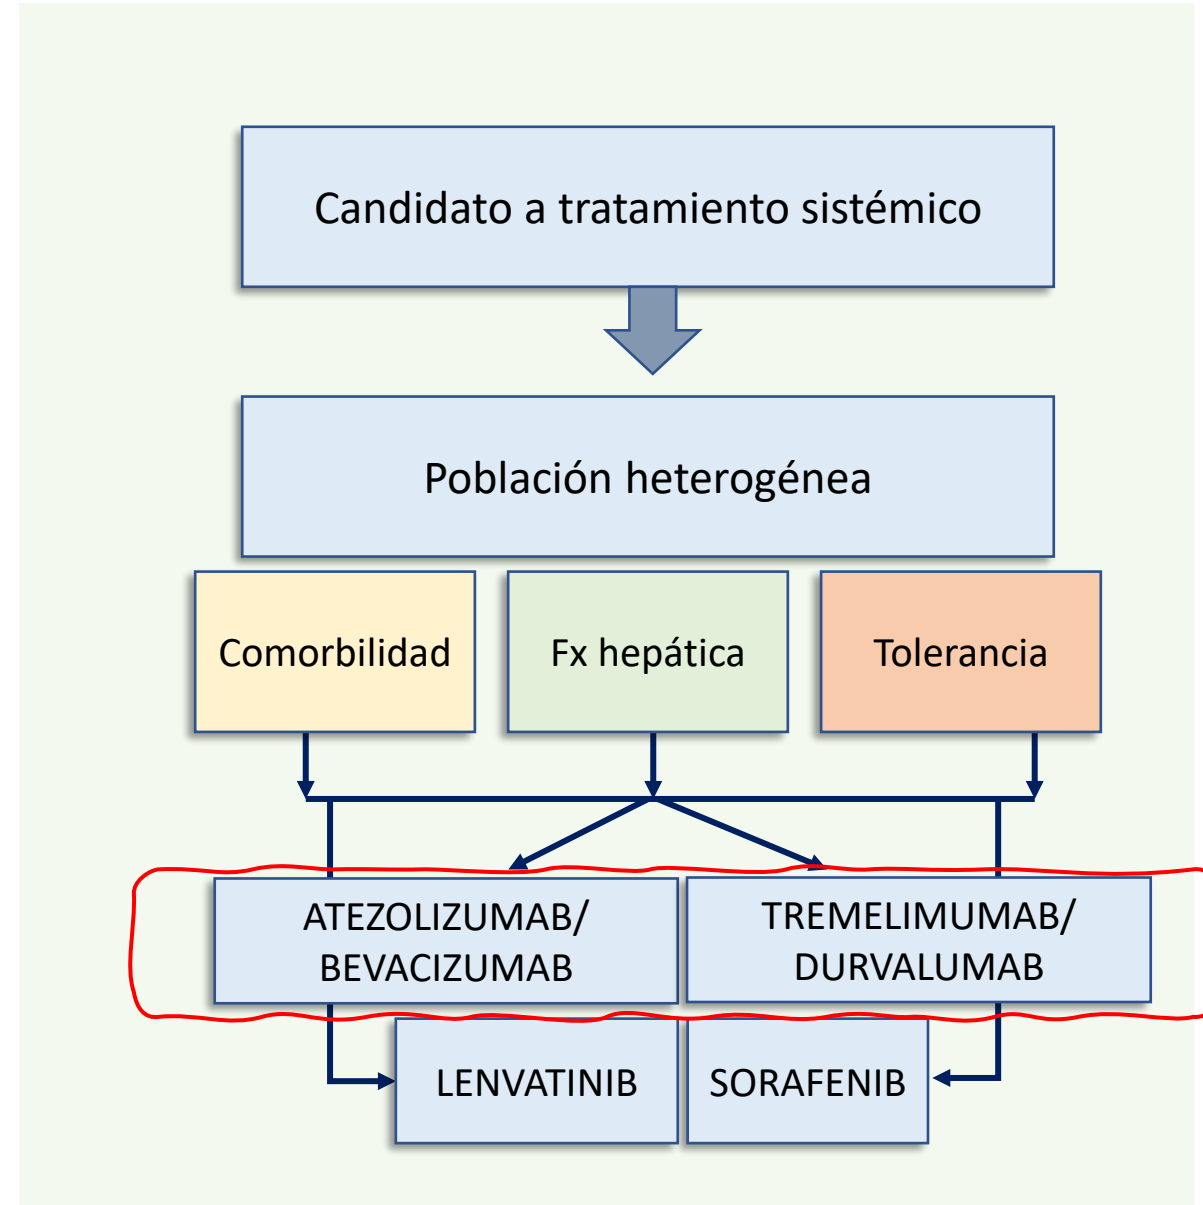 Candidato a tratamiento sistémico
Población heterogénea
Comorbilidad
Fx hepática
Tolerancia
ATEZOLIZUMAB/
BEVACIZUMAB
TREMELIMUMAB/
DURVALUMAB
LENVATINIB
SORAFENIB